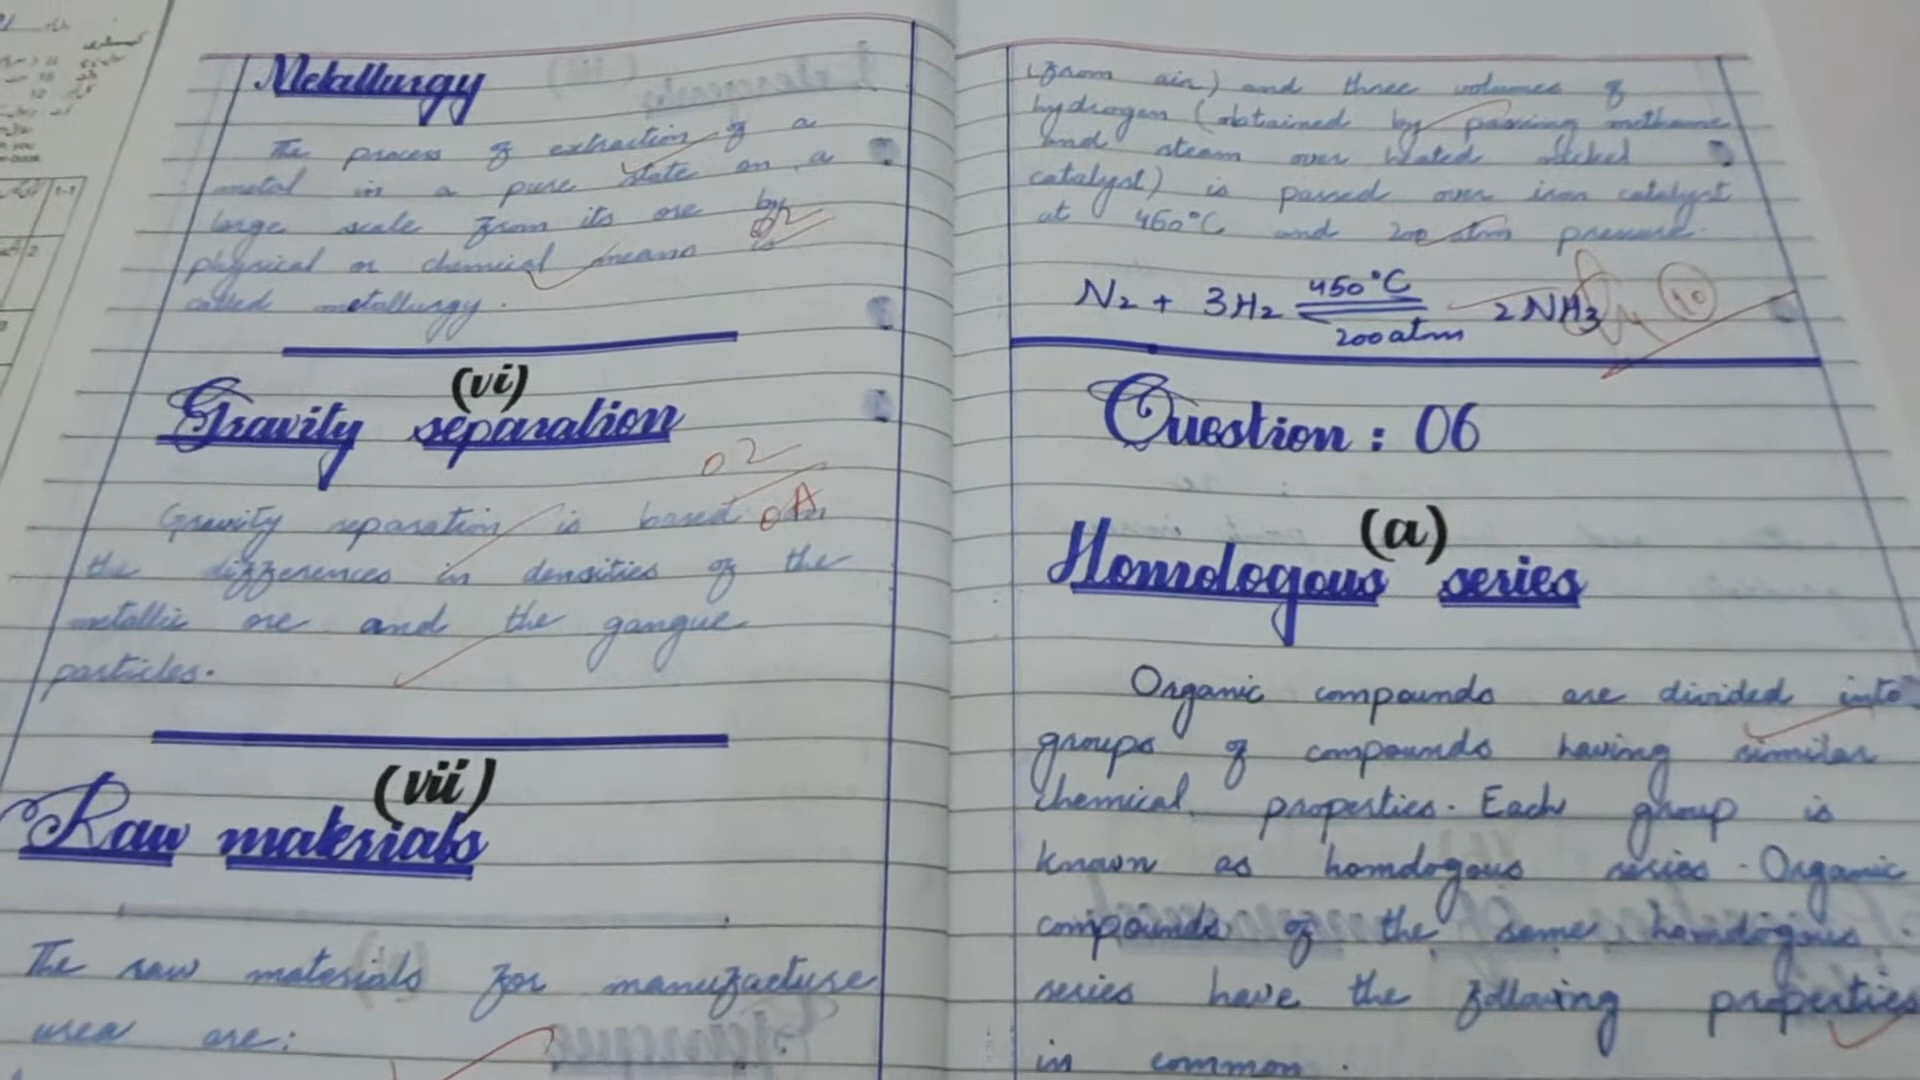 Metallurgy
The process of extraction of a
metal in a pure state on a
large scale from its ore by
physical or chemical means is
called metallurgy.
(vi)
Gravity separation
02
Gravity separation is based on
the differences in densities of the
metallic ore and the gangue
particles.
(vii)
Raw materials
The raw materials for manufacture
urea are:
(from air) and three volumes of
hydrogen (obtained by passing methane
and steam over heated nickel
catalyst) is passed over iron catalyst
at 450°C and 200 atm pressure.
N2 + 3H2 450°C 2NH3
200atm
10
Question: 06
(a)
Homologous series
Organic compounds are divided into
groups of compounds having similar
chemical properties. Each group is
known as homologous series. Organic
compounds of the same homologous
series have the following properties
in common.